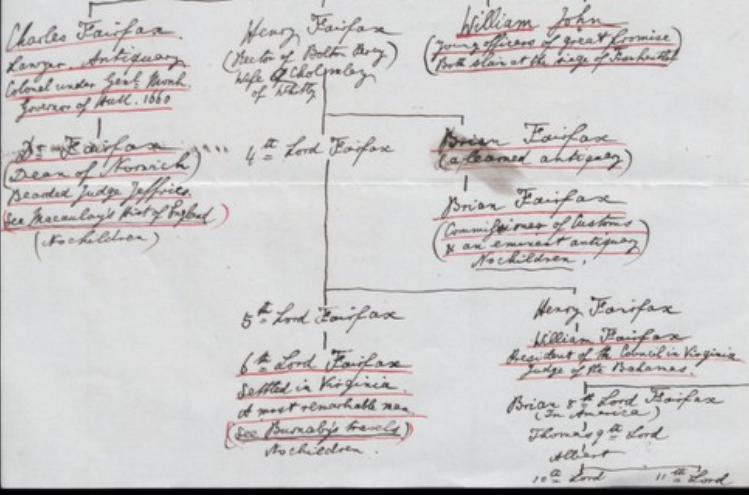 Charles Fairfax.
Lawyer, Antiquary
Colonel under Genl. Monk.
Governor of Hull. 1660
Dr. Fairfax
(Dean of Norwich)
Bearded Judge Jeffries.
See Macaulay's Hist of England
(No children)
Henry Fairfax
(Rector of Bolton Percy)
Wife Cholmley
of Whitby
4th Lord Fairfax
5th Lord Fairfax
6th Lord Fairfax
Settled in Virginia.
A most remarkable man.
(See Burnaby's travels)
No children.
William John
(young officers of great promise
Both slain at the siege of
Brian Fairfax
(a learned antiquary)
Brian Fairfax
(Commissioner of Customs
& an eminent antiquary
No children.
Henry Fairfax
William Fairfax
President of the Council in Virginia
Judge of the Bahamas.
Brian 8th Lord Fairfax
(In America)
Thomas 9th Lord
Albert
10th Lord 11th Lord